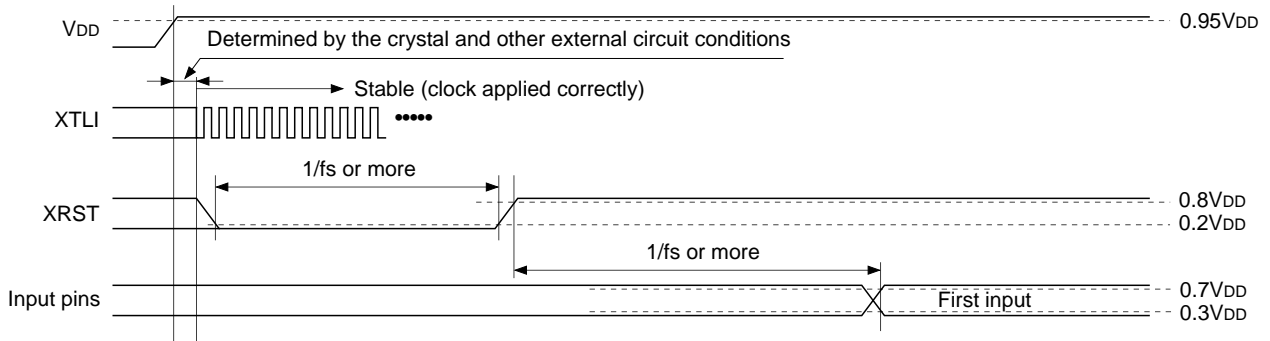 VDD
0.95VDD
Determined by the crystal and other external circuit conditions
Stable (clock applied correctly)
XTLI
1/fs or more
XRST
0.8VDD
0.2VDD
1/fs or more
Input pins
First input
0.7VDD
0.3VDD